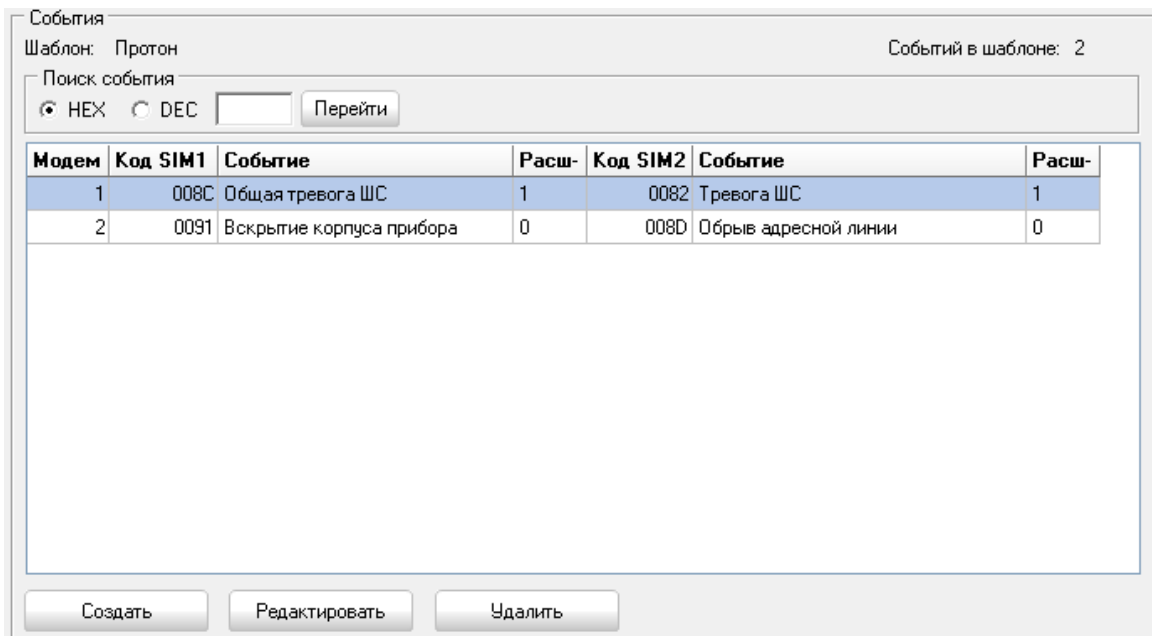 События
Шаблон: Протон Событий в шаблоне: 2
Поиск события
HEX DEC Перейти
Модем Код SIM1 Событие Расш- Код SIM2 Событие Расш-
1 008C Общая тревога ШС 1 0082 Тревога ШС 1
2 0091 Вскрытие корпуса прибора 0 008D Обрыв адресной линии 0
Создать Редактировать Удалить